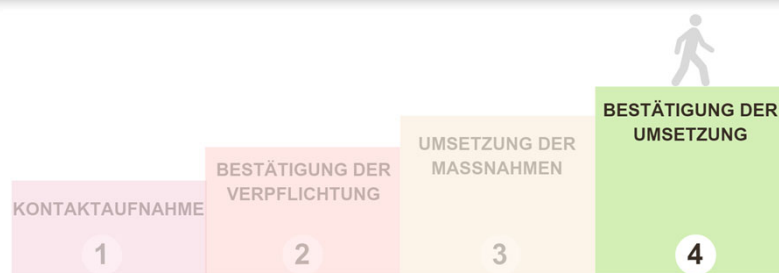 KONTAKTAUFNAHME
1
BESTÄTIGUNG DER
VERPFLICHTUNG
2
UMSETZUNG DER
MASSNAHMEN
3
BESTÄTIGUNG DER
UMSETZUNG
4